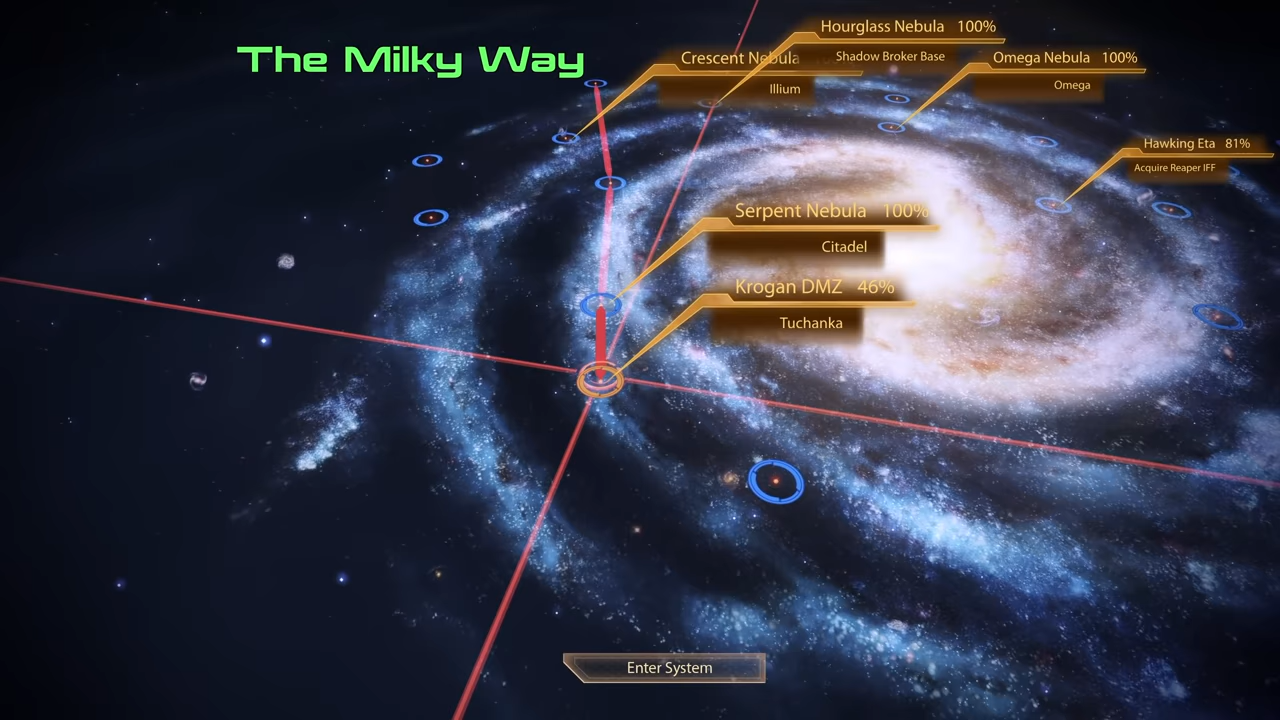 The Milky Way
Hourglass Nebula 100%
Shadow Broker Base
Crescent Nebula
Illium
Omega Nebula 100%
Omega
Hawking Eta 81%
Acquire Reaper IFF
Serpent Nebula 100%
Citadel
Krogan DMZ 46%
Tuchanka
Enter System